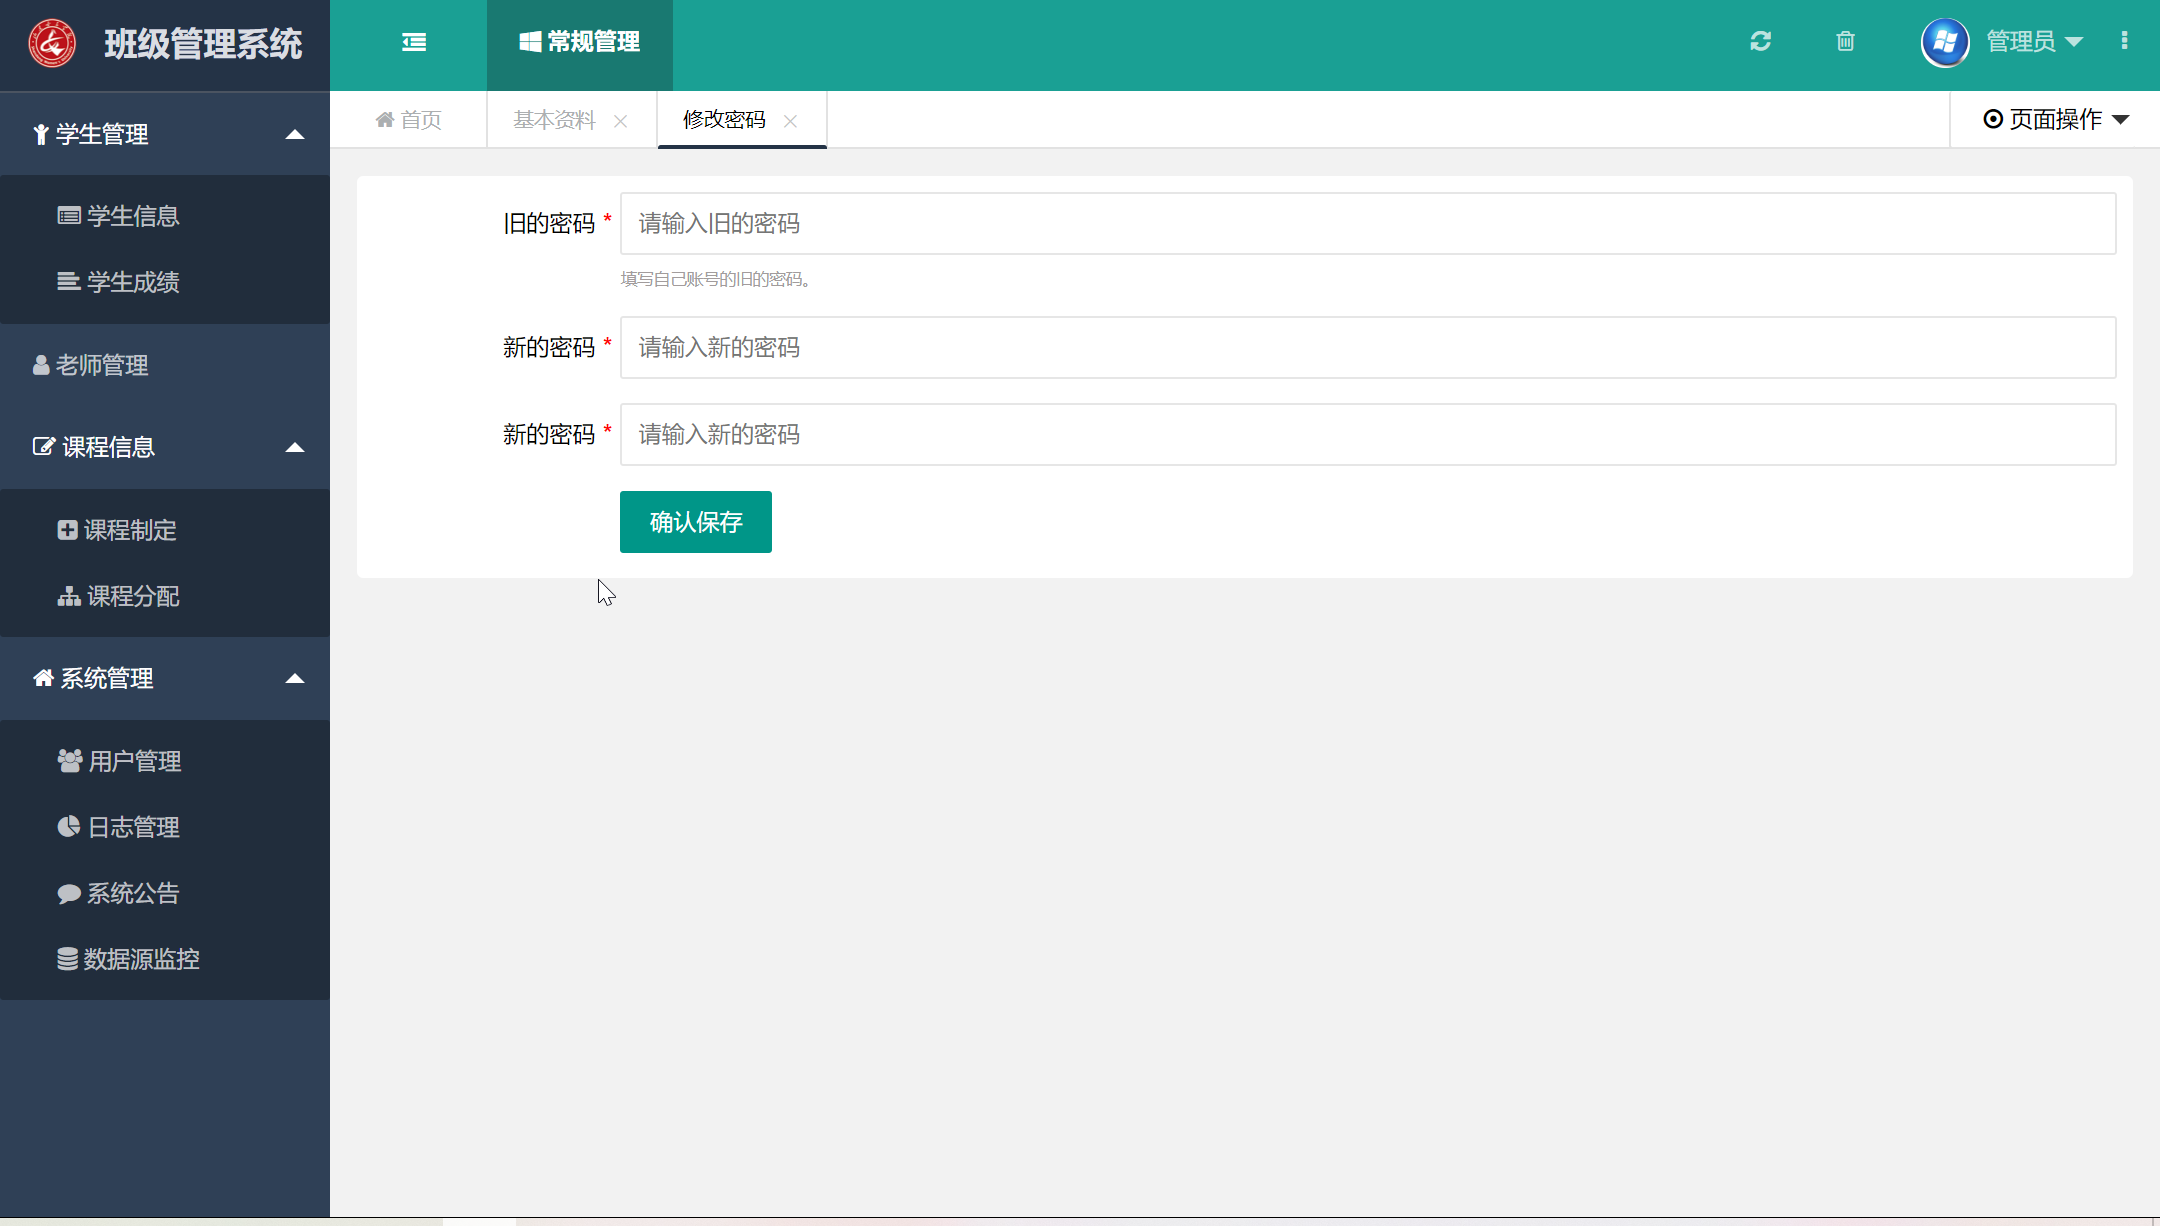 班级管理系统
常规管理
管理员
学生管理
学生信息
学生成绩
老师管理
课程信息
课程制定
课程分配
系统管理
用户管理
日志管理
系统公告
数据源监控
首页
基本资料
修改密码
页面操作
旧的密码 * 请输入旧的密码
填写自己账号的旧的密码。
新的密码 * 请输入新的密码
新的密码 * 请输入新的密码
确认保存